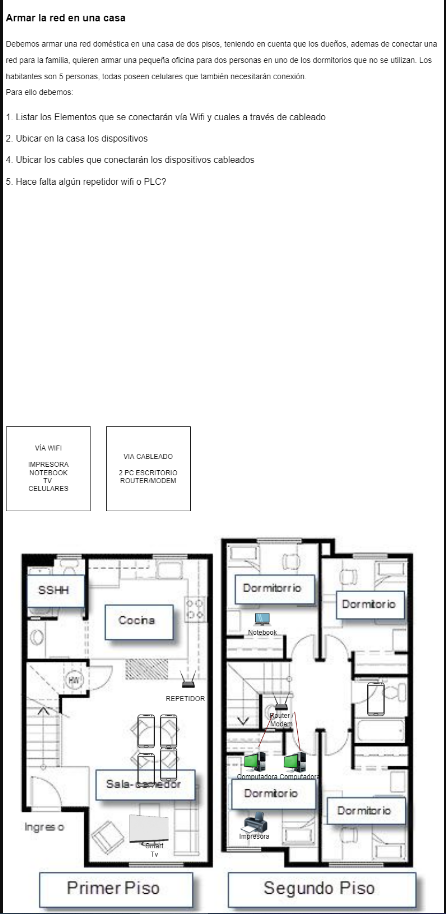 Armar la red en una casa
Debemos armar una red doméstica en una casa de dos pisos, teniendo en cuenta que los dueños, ademas de conectar una
red para la familia, quieren armar una pequeña oficina para dos personas en uno de los dormitorios que no se utilizan. Los
habitantes son 5 personas, todas poseen celulares que también necesitarán conexión.
Para ello debemos:
1. Listar los Elementos que se conectarán vía Wifi y cuales a través de cableado
2. Ubicar en la casa los dispositivos
4. Ubicar los cables que conectarán los dispositivos cableados
5. Hace falta algún repetidor wifi o PLC?
VÍA WIFI
IMPRESORA
NOTEBOOK
TV
CELULARES
VIA CABLEADO
2 PC ESCRITORIO
ROUTER/MODEM
SSHH
Cocina
HW
REPETIDOR
Sala-comedor
Ingreso
Smart
Tv
Primer Piso
Dormitorrio
Dormitorio
Notebook
Router /
Modem
Computadora
Computadora
Dormitorio
Dormitorio
Impresora
Segundo Piso